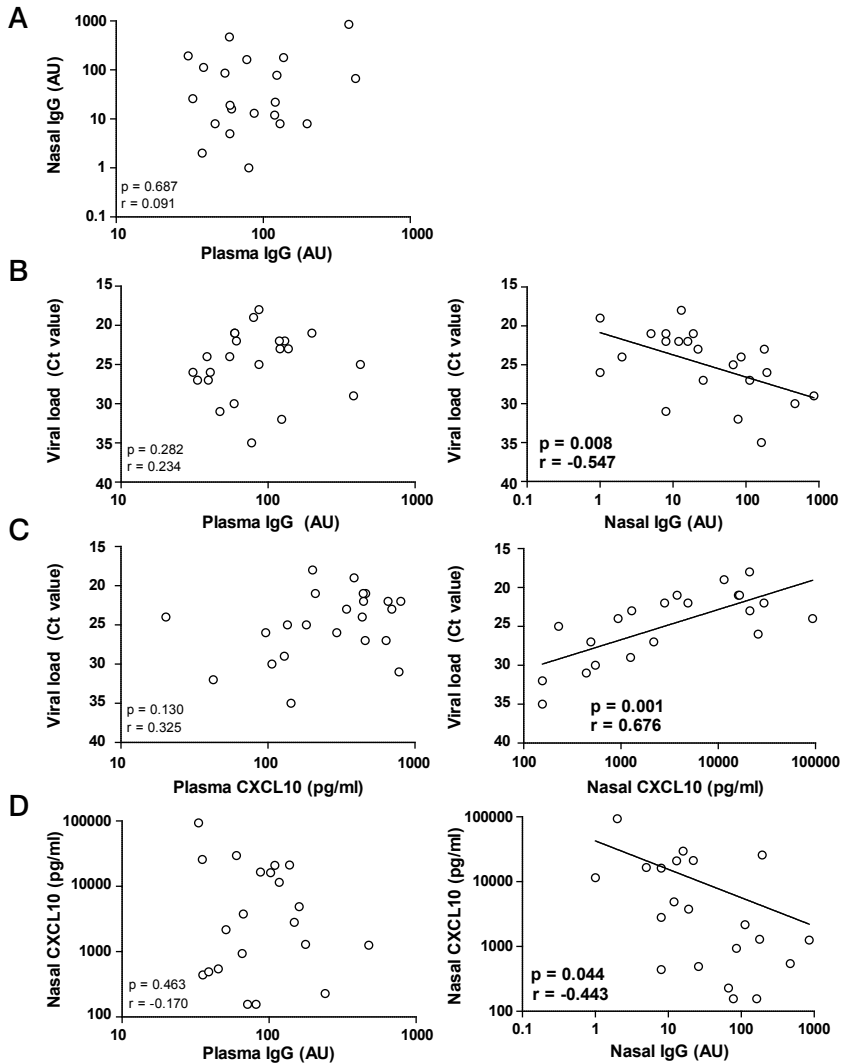 A
1000
100
10
1
0.1
Nasal IgG (AU)
p = 0.687
r = 0.091
10
100
1000
Plasma IgG (AU)
B
15
20
25
30
35
40
Viral load (Ct value)
p = 0.282
r = 0.234
10
100
1000
Plasma IgG (AU)
15
20
25
30
35
40
Viral load (Ct value)
p = 0.008
r = -0.547
0.1
1
10
100
1000
Nasal IgG (AU)
C
15
20
25
30
35
40
Viral load (Ct value)
p = 0.130
r = 0.325
10
100
1000
Plasma CXCL10 (pg/ml)
15
20
25
30
35
40
Viral load (Ct value)
p = 0.001
r = 0.676
100
1000
10000
100000
Nasal CXCL10 (pg/ml)
D
100000
10000
1000
100
Nasal CXCL10 (pg/ml)
p = 0.463
r = -0.170
10
100
1000
Plasma IgG (AU)
100000
10000
1000
100
Nasal CXCL10 (pg/ml)
p = 0.044
r = -0.443
0.1
1
10
100
1000
Nasal IgG (AU)